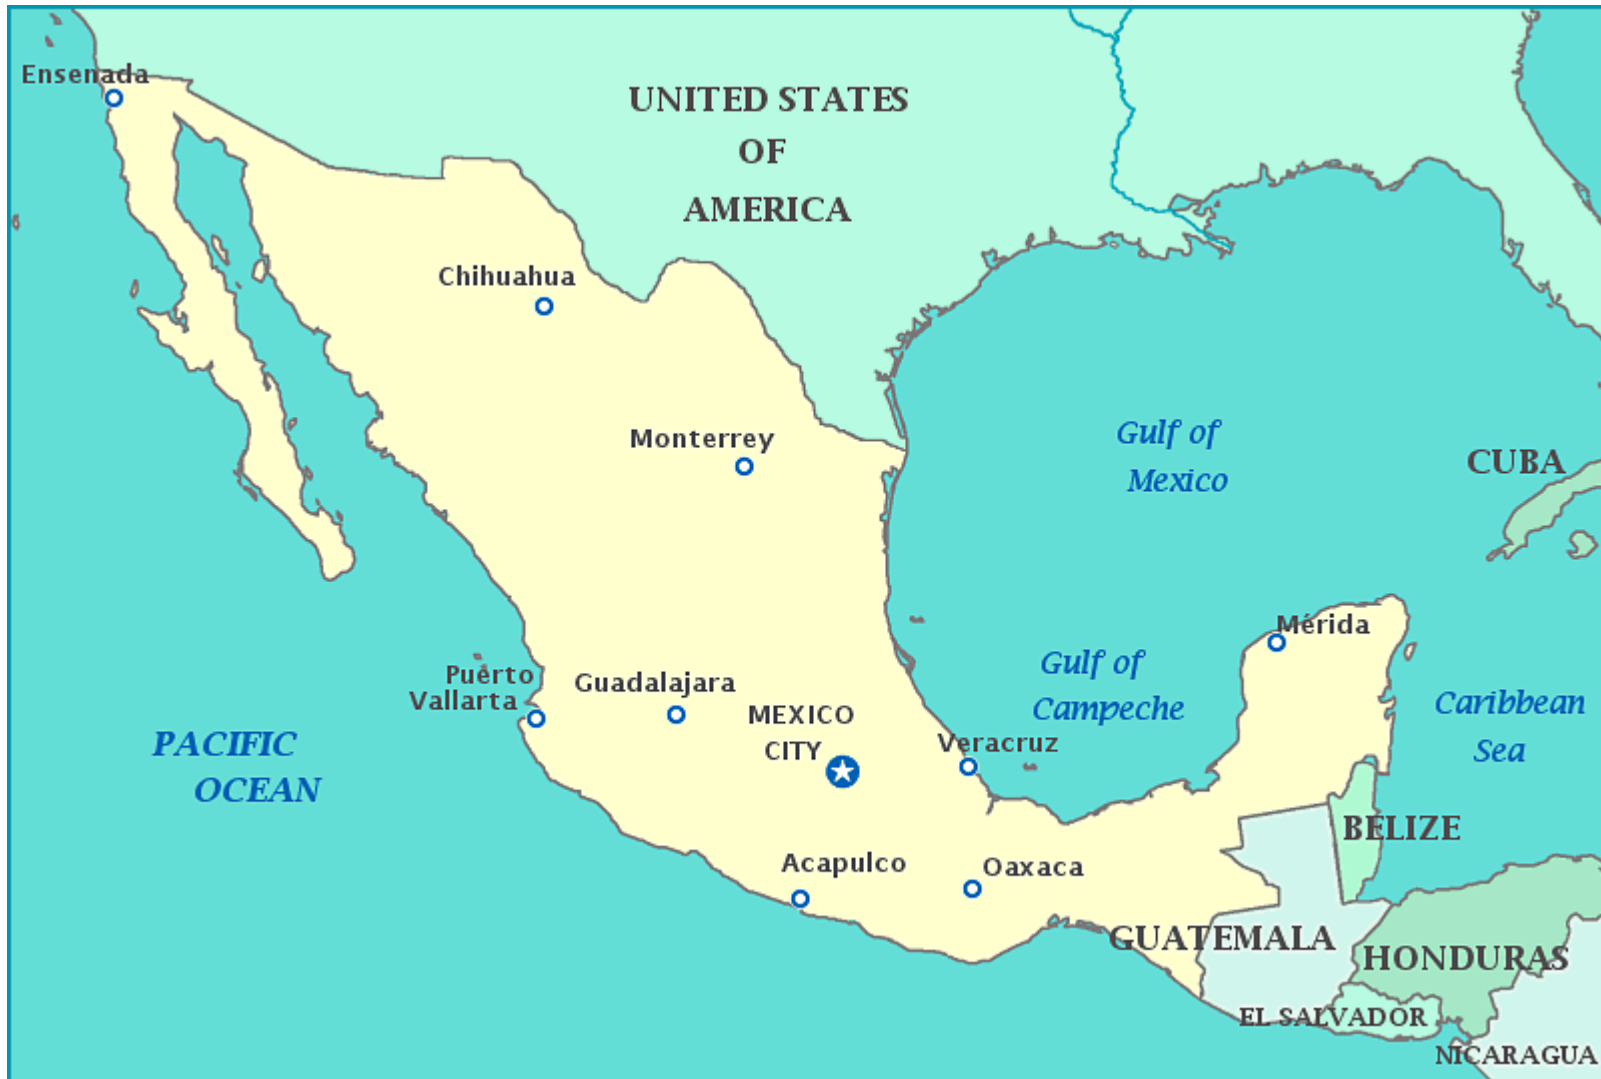 Ensenada
UNITED STATES
OF
AMERICA
Chihuahua
Monterrey
Gulf of
Mexico
CUBA
Mérida
Gulf of
Campeche
Puerto
Vallarta
Guadalajara
MEXICO
CITY
Veracruz
Caribbean
Sea
PACIFIC
OCEAN
BELIZE
Acapulco
Oaxaca
GUATEMALA
HONDURAS
EL SALVADOR
NICARAGUA